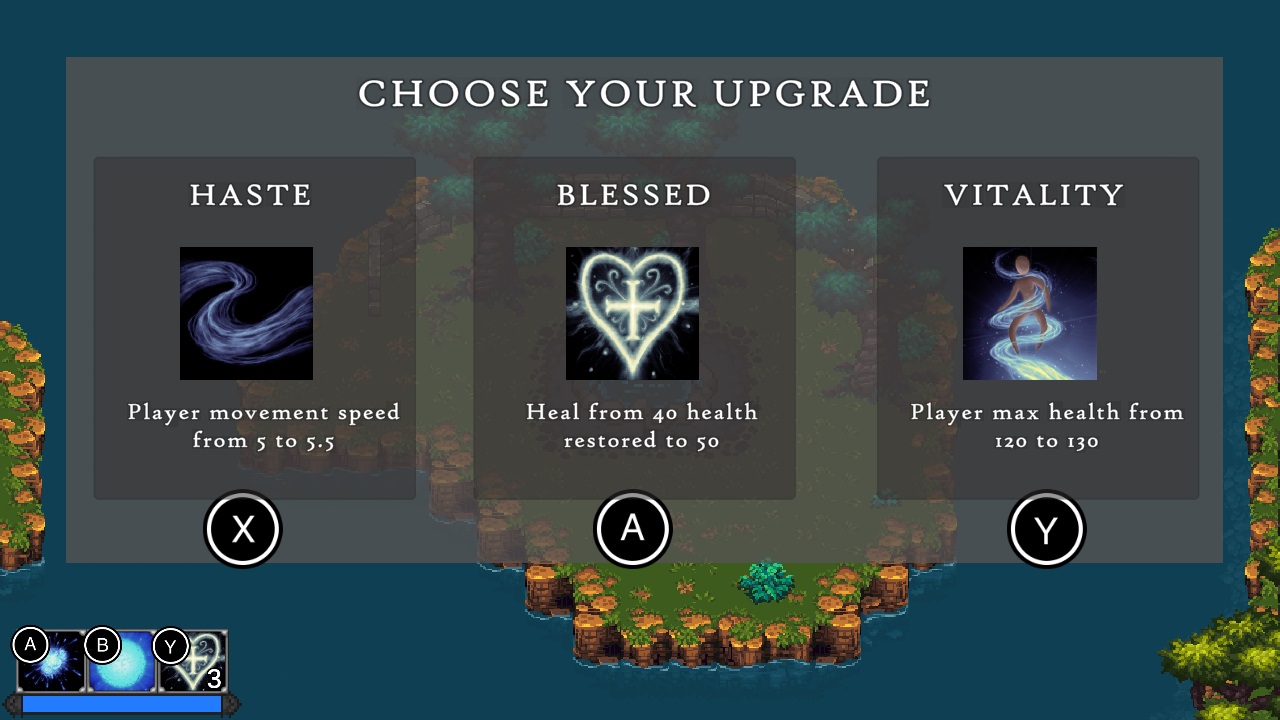 CHOOSE YOUR UPGRADE
HASTE
Player movement speed
from 5 to 5.5
X
BLESSED
Heal from 40 health
restored to 50
A
VITALITY
Player max health from
120 to 130
Y
A B Y
3